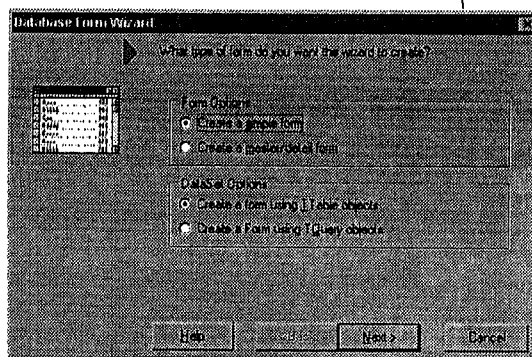 Database Form Wizard
What type of form do you want the wizard to create?
Form Options
Create a simple form
Create a master/detail form
DataSet Options
Create a form using TTable objects
Create a Form using TQuery objects
Help
Next >
Cancel